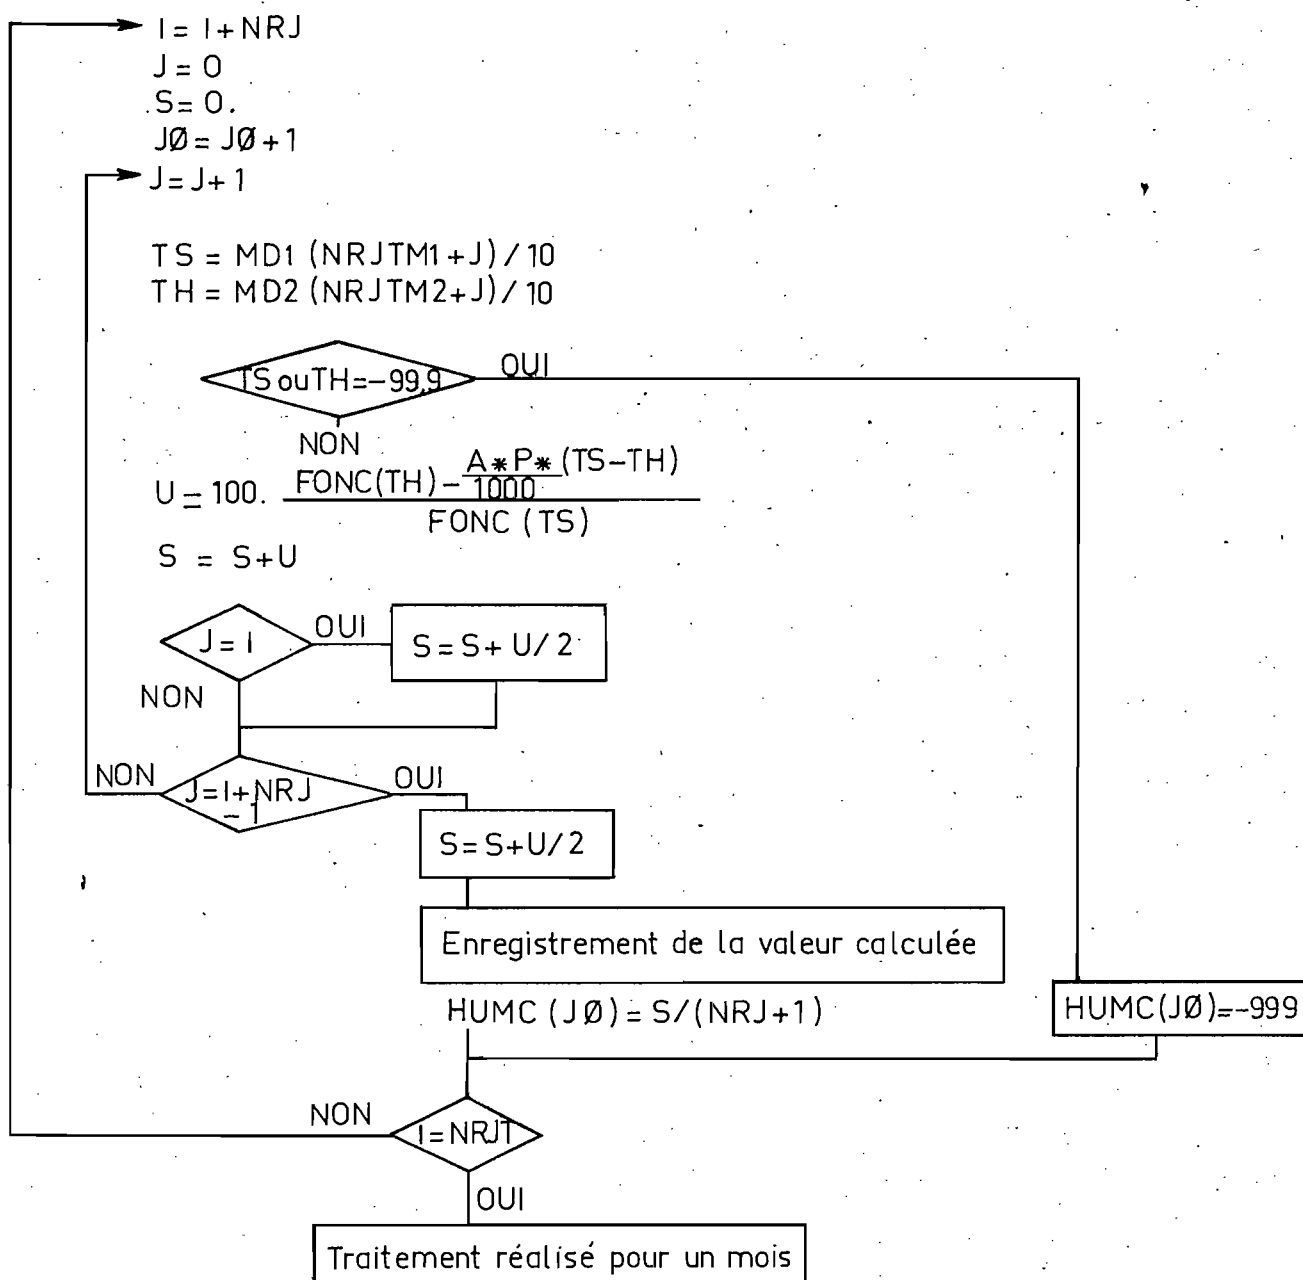 I = I+NRJ
J = 0
S = 0.
JØ = JØ+1
J = J+1
TS = MD1 (NRJTM1+J) / 10
TH = MD2 (NRJTM2+J) / 10
TS ou TH = -99,9
OUI
NON
U = 100. FONC(TH) - A * P * (TS-TH)
1000
FONC (TS)
S = S+U
J = I
OUI
S = S + U/2
NON
NON
J = I+NRJ
- 1
OUI
S = S+U/2
Enregistrement de la valeur calculée
HUMC (JØ) = S/(NRJ+1)
HUMC(JØ)=-999
NON
I = NRJT
OUI
Traitement réalisé pour un mois